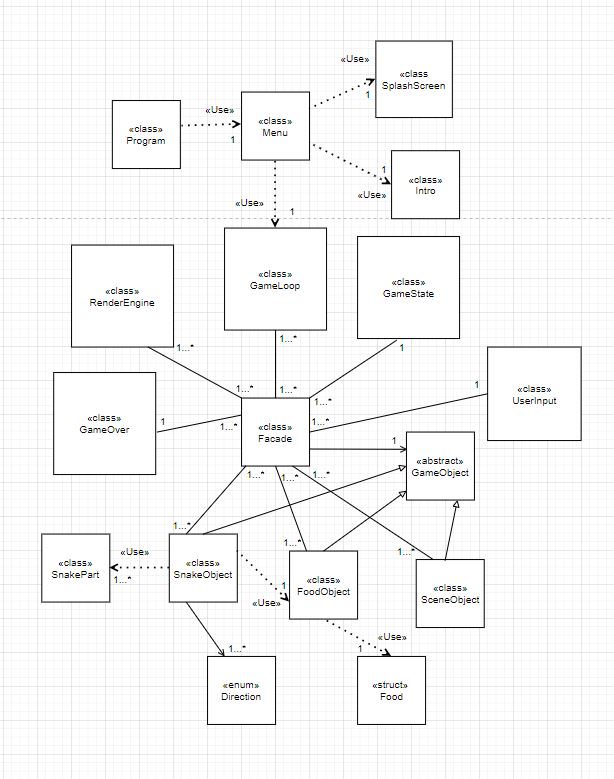 «Use»
«class
SplashScreen
1
«Use»
«class»
Program
1
«class»
Menu
1
«Use»
«class»
Intro
«Use»
1
«class»
RenderEngine
«class»
GameLoop
«class»
GameState
1...*
1...*
1
«class»
GameOver
1
1...*
1...*
1...*
1...*
1...*
1
«class»
UserInput
«class»
Facade
1
«abstract»
GameObject
1...*
1...*
1...*
1...*
1...*
1...*
«class»
SnakePart
«Use»
1...*
«class»
SnakeObject
1
«Use»
«class»
FoodObject
«class»
SceneObject
1...*
«enum»
Direction
«Use»
1
«struct»
Food